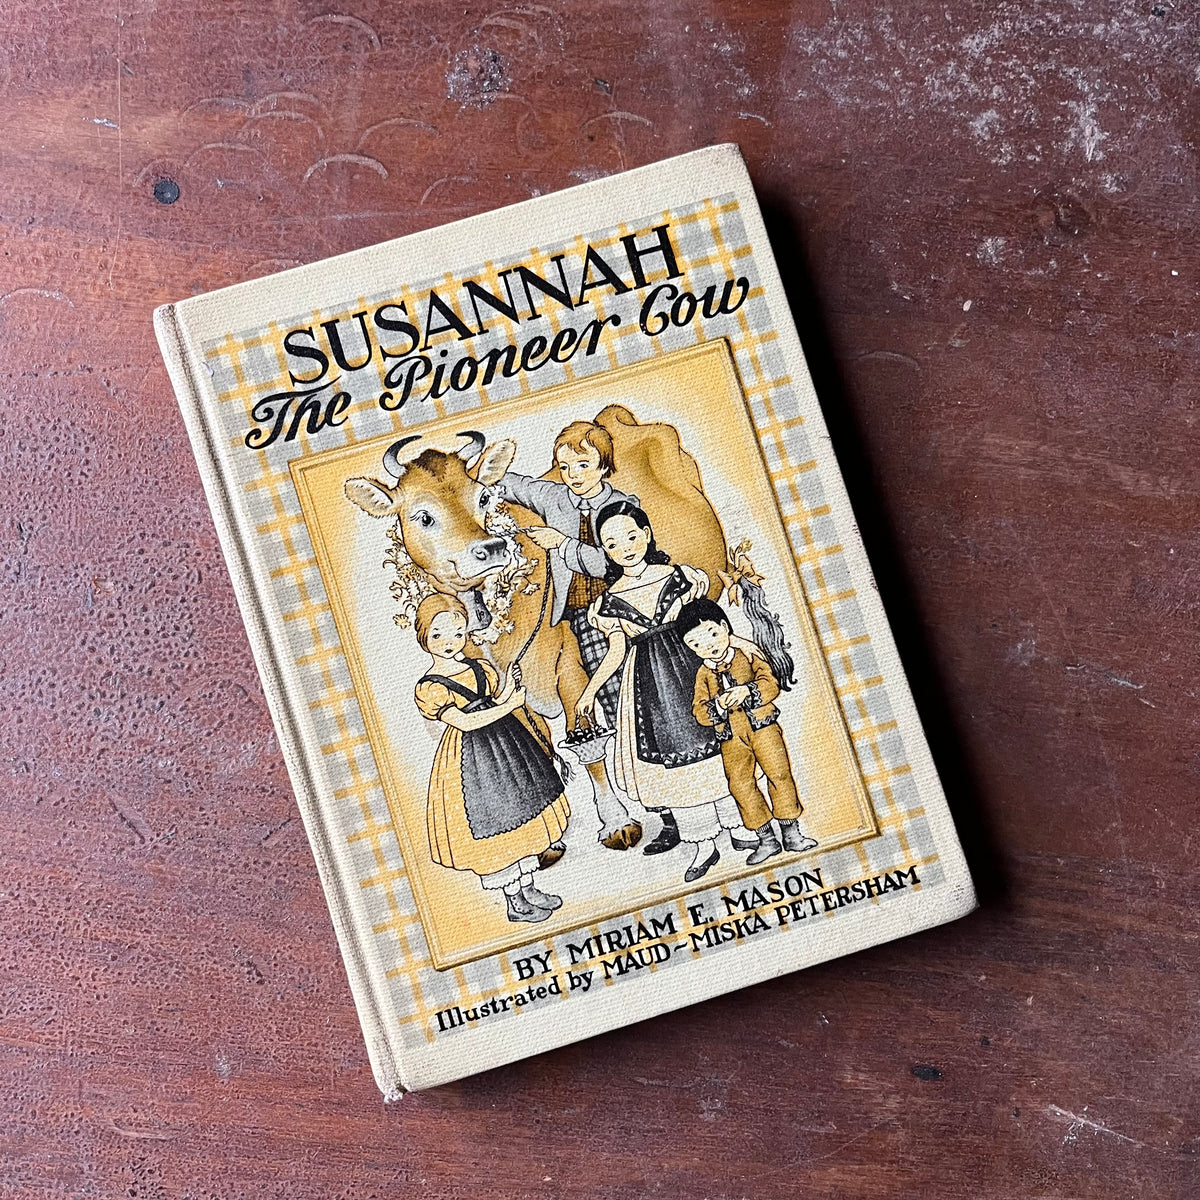 SUSANNAH
The Pioneer Cow
BY MIRIAM E. MASON
Illustrated by MAUD~MISKA PETERSHAM